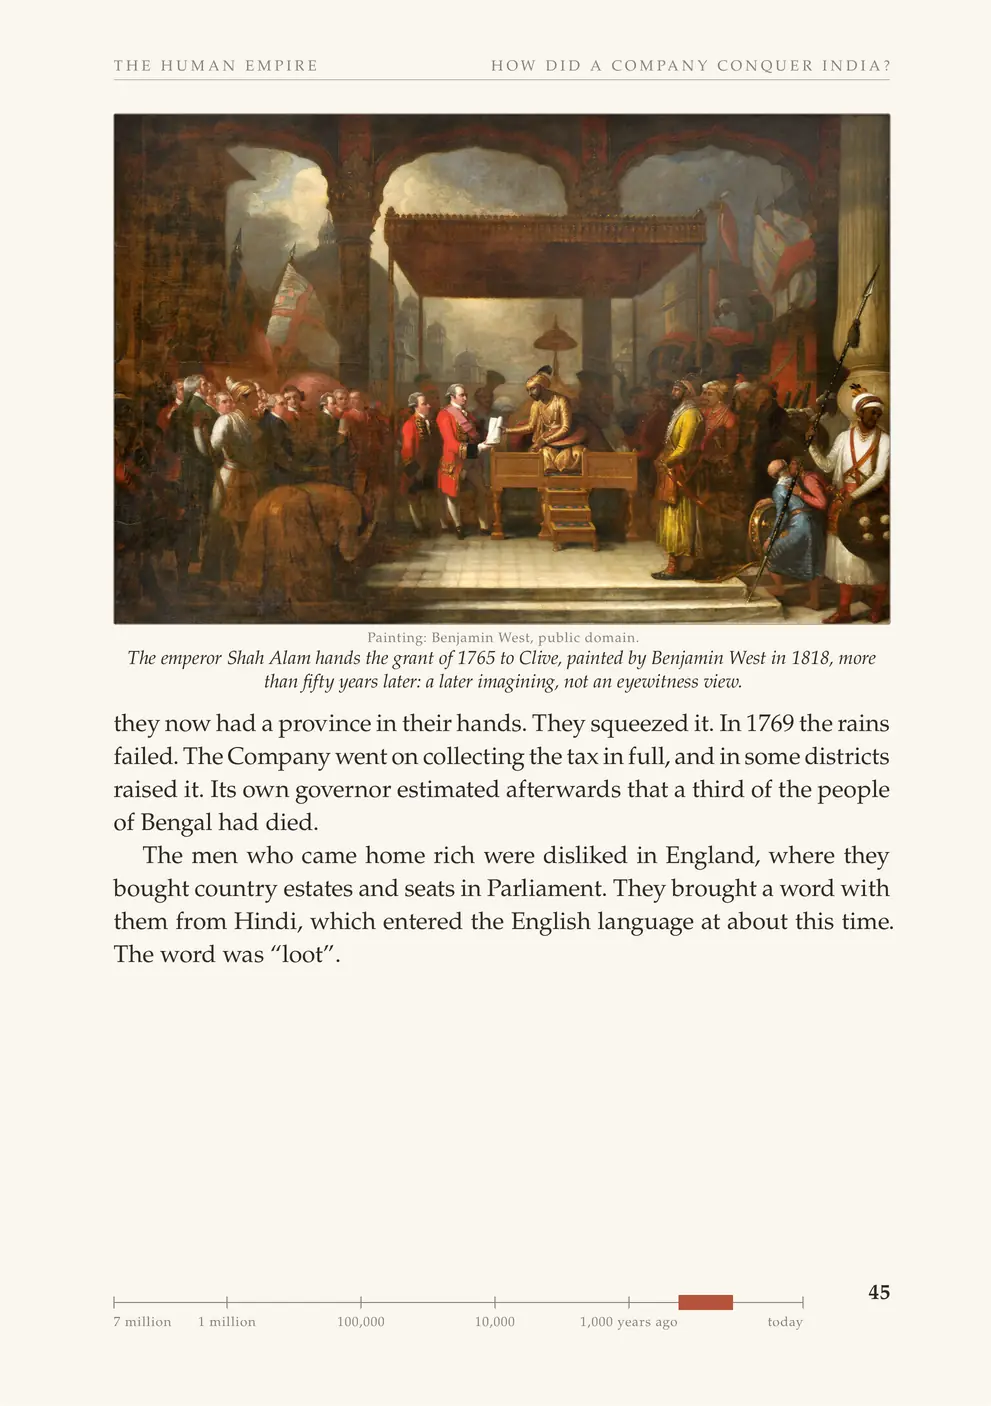 THE HUMAN EMPIRE
HOW DID A COMPANY CONQUER INDIA?
Painting: Benjamin West, public domain.
The emperor Shah Alam hands the grant of 1765 to Clive, painted by Benjamin West in 1818, more
than fifty years later: a later imagining, not an eyewitness view.
they now had a province in their hands. They squeezed it. In 1769 the rains
failed. The Company went on collecting the tax in full, and in some districts
raised it. Its own governor estimated afterwards that a third of the people
of Bengal had died.
The men who came home rich were disliked in England, where they
bought country estates and seats in Parliament. They brought a word with
them from Hindi, which entered the English language at about this time.
The word was “loot”.
45
7 million 1 million 100,000 10,000 1,000 years ago today